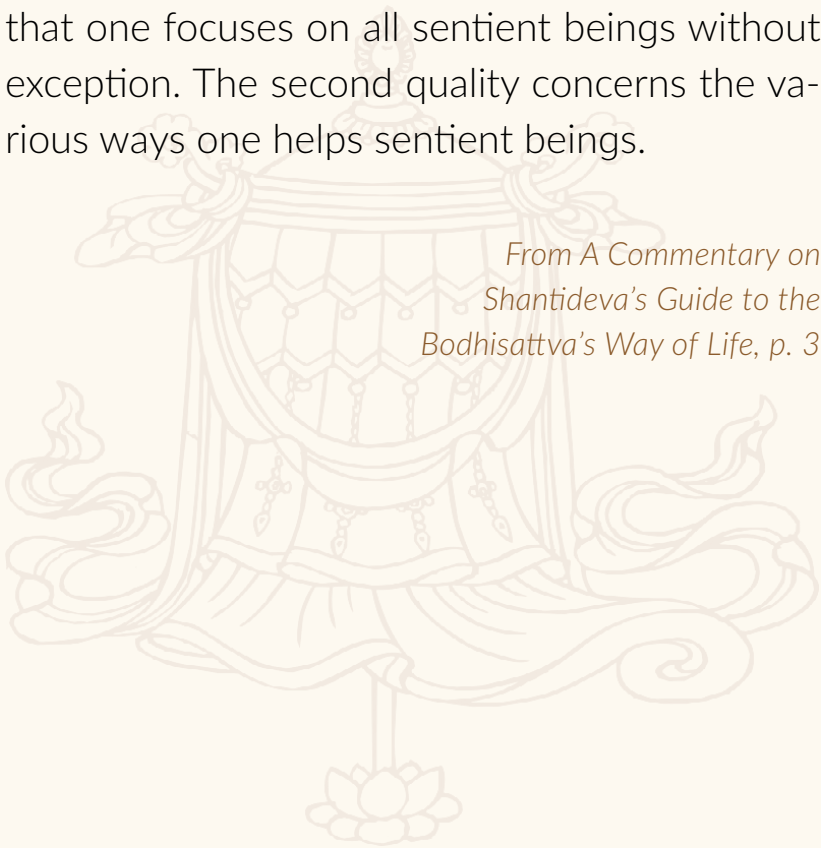 that one focuses on all sentient beings without
exception. The second quality concerns the va-
rious ways one helps sentient beings.
From A Commentary on
Shantideva’s Guide to the
Bodhisattva’s Way of Life, p. 3